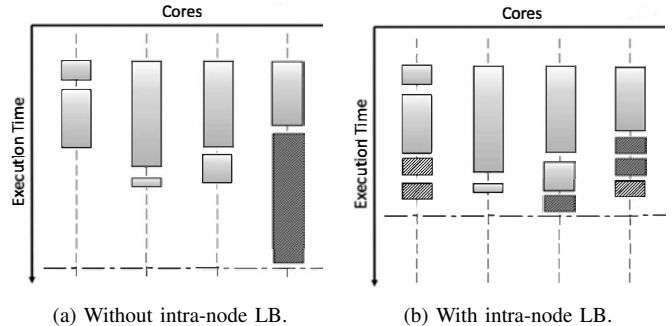 Cores
Execution Time
(a) Without intra-node LB.
Cores
Execution Time
(b) With intra-node LB.